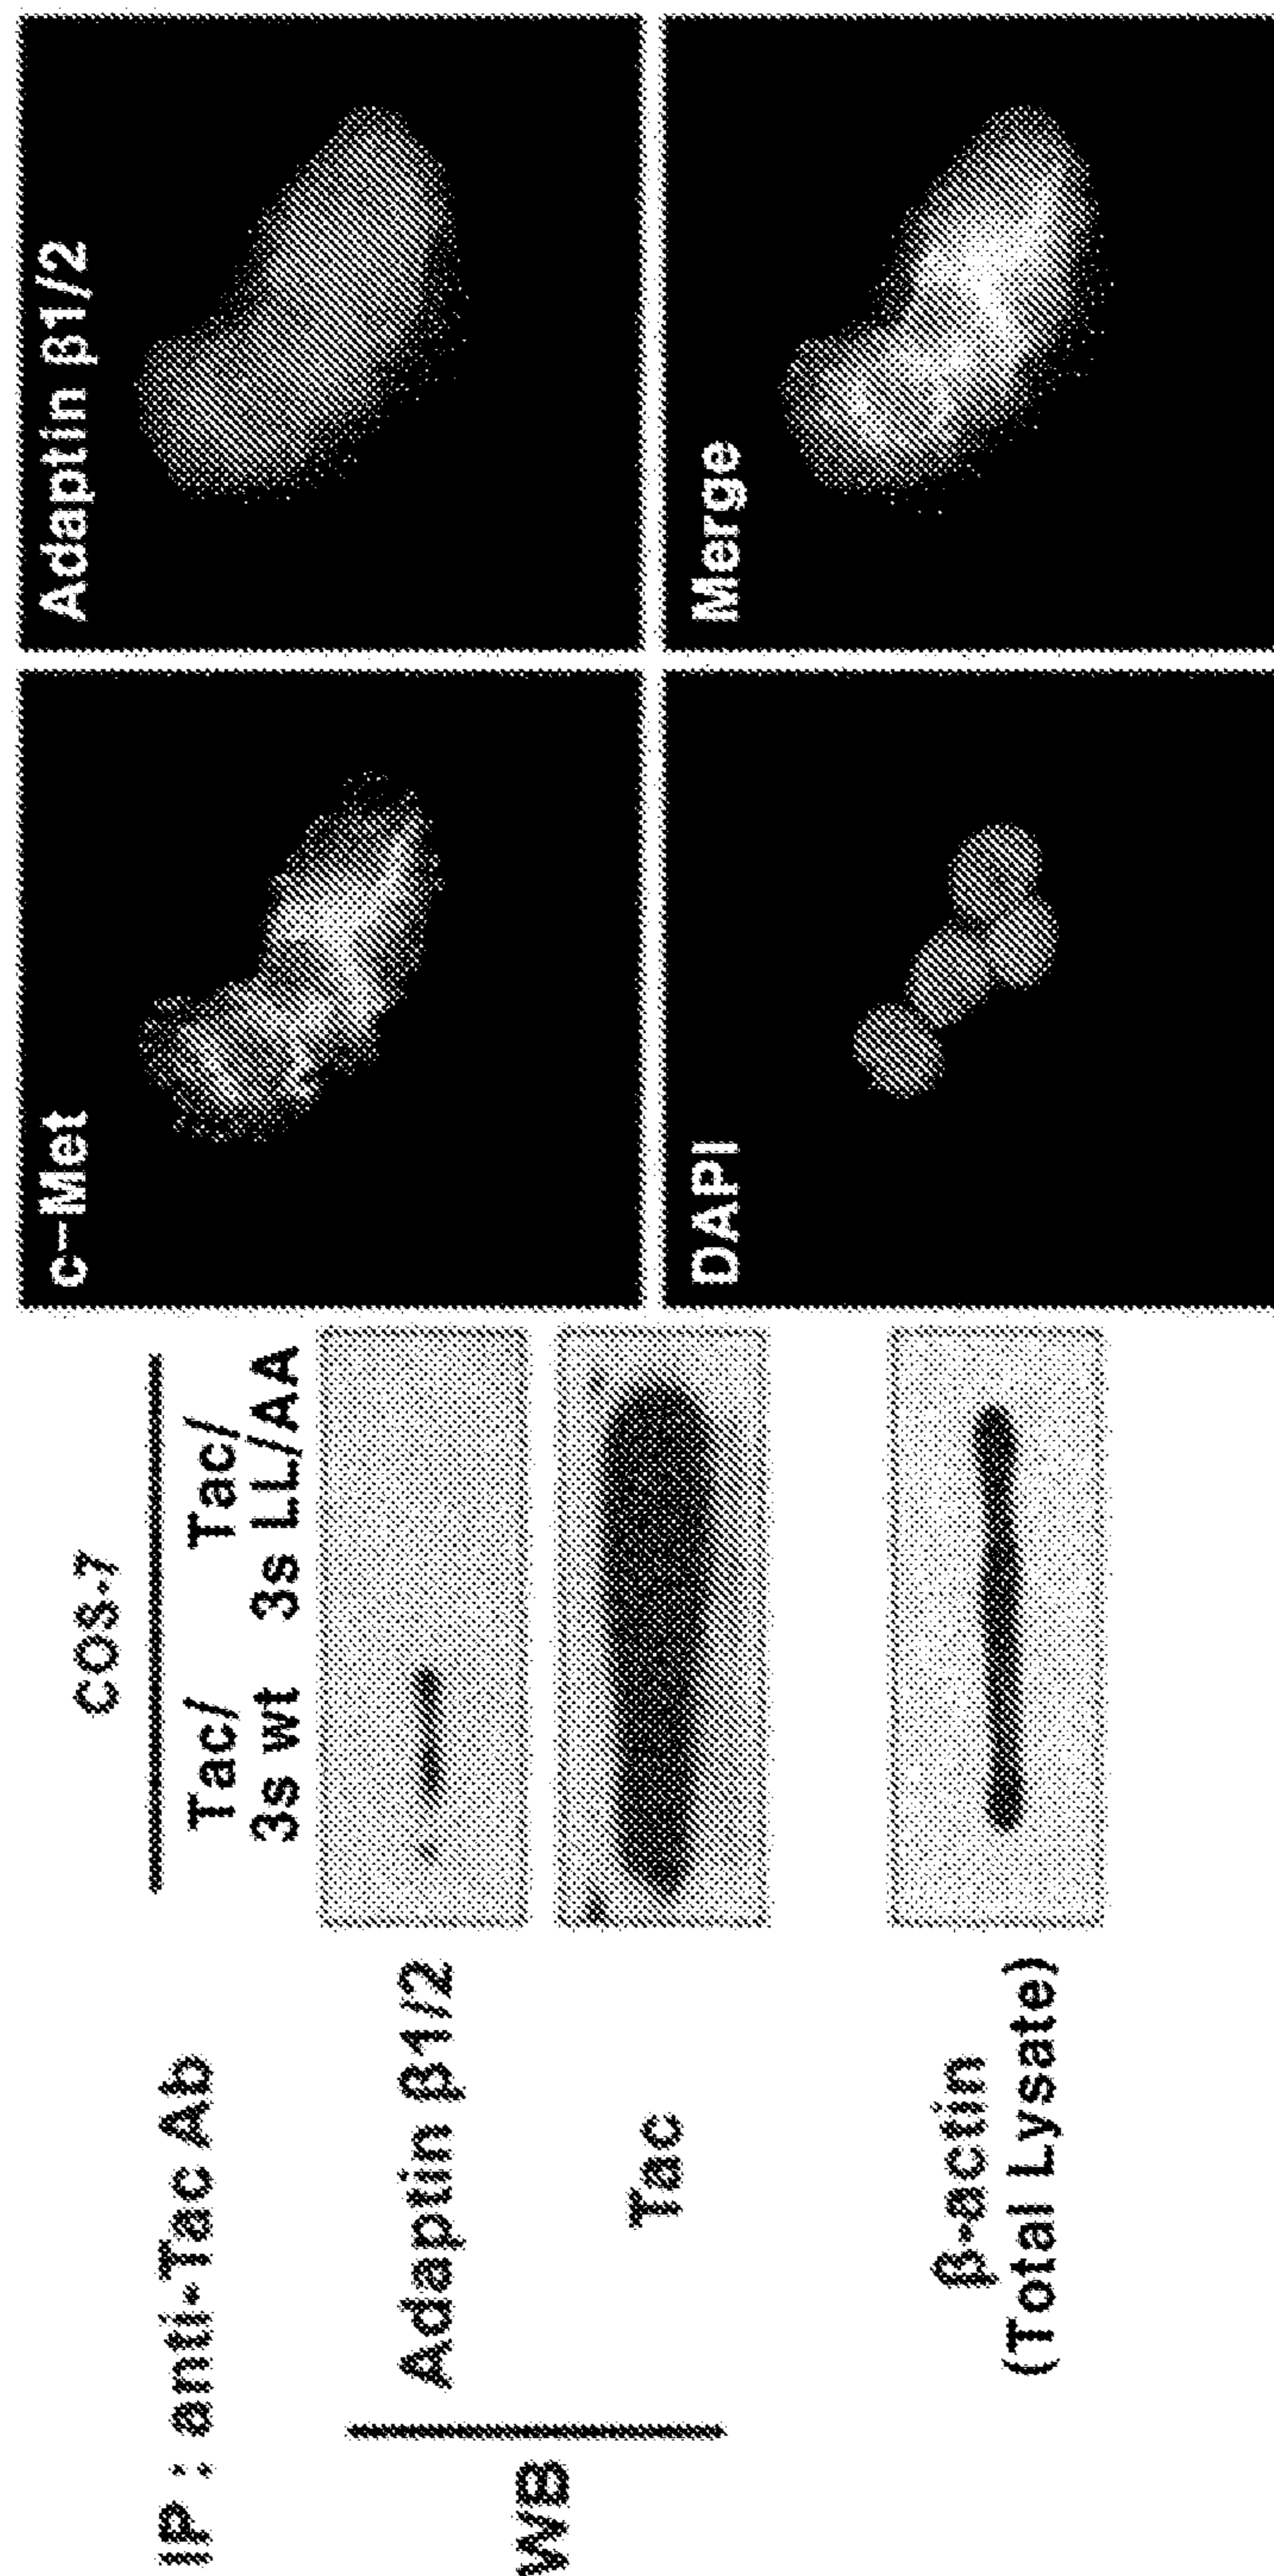 COS-7
IP : anti-Tac Ab
Tac/
3s wt
Tac/
3s LL/AA
WB
Adaptin β1/2
Tac
β-actin
(Total Lysate)
c-Met
Adaptin β1/2
DAPI
Merge